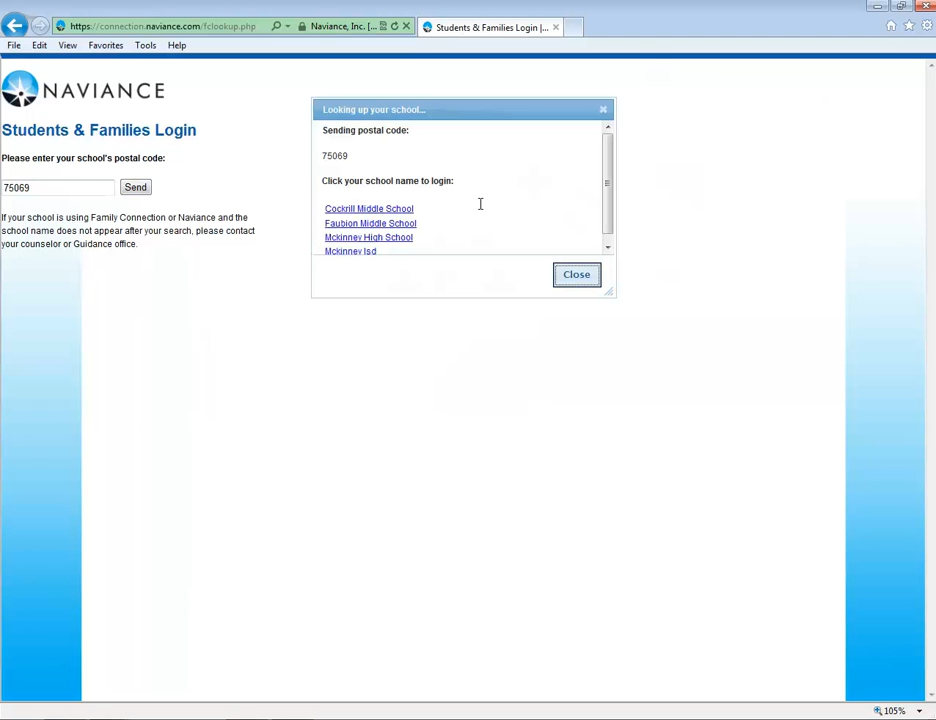 https://connection.naviance.com/fclookup.php
Naviance, Inc. [...
Students & Families Login |...
File Edit View Favorites Tools Help
NAVIANCE
Students & Families Login
Please enter your school's postal code:
75069 Send
If your school is using Family Connection or Naviance and the
school name does not appear after your search, please contact
your counselor or Guidance office.
Looking up your school...
Sending postal code:
75069
Click your school name to login:
Cockrill Middle School
Faubion Middle School
Mckinney High School
Mckinney Isd
Close
105%